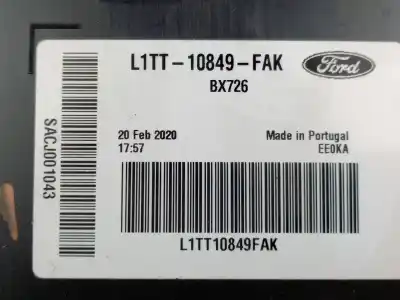 L1TT-10849-FAK
Ford
BX726
20 Feb 2020
17:57
Made in Portugal
EE0KA
SACJ001043
L1TT10849FAK